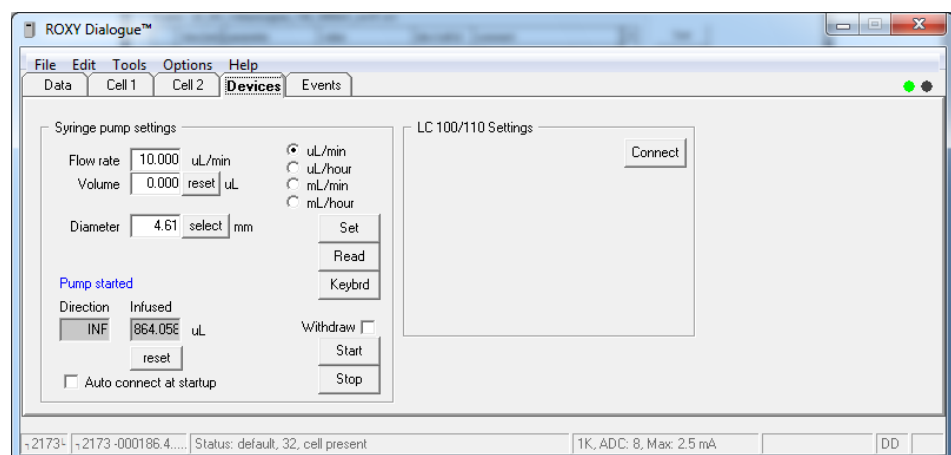 ROXY Dialogue™
File Edit Tools Options Help
Data Cell 1 Cell 2 Devices Events
Syringe pump settings
Flow rate 10.000 uL/min
Volume 0.000 reset uL
Diameter 4.61 select mm
uL/min
uL/hour
mL/min
mL/hour
Set
Read
Keybrd
Pump started
Direction Infused
INF 864.058 uL
reset
Withdraw
Start
Stop
Auto connect at startup
LC 100/110 Settings
Connect
2173 2173 -000186.4..... Status: default, 32, cell present 1K, ADC: 8, Max: 2.5 mA DD